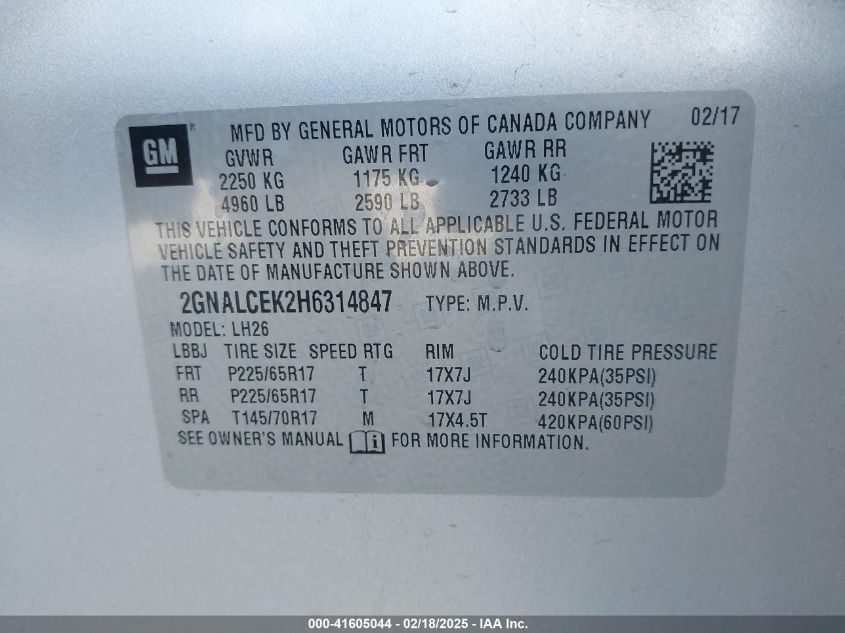 GM
MFD BY GENERAL MOTORS OF CANADA COMPANY 02/17
GVWR GAWR FRT GAWR RR
2250 KG 1175 KG 1240 KG
4960 LB 2590 LB 2733 LB
THIS VEHICLE CONFORMS TO ALL APPLICABLE U.S. FEDERAL MOTOR
VEHICLE SAFETY AND THEFT PREVENTION STANDARDS IN EFFECT ON
THE DATE OF MANUFACTURE SHOWN ABOVE.
2GNALCEK2H6314847 TYPE: M.P.V.
MODEL: LH26
LBBJ TIRE SIZE SPEED RTG RIM COLD TIRE PRESSURE
FRT P225/65R17 T 17X7J 240KPA(35PSI)
RR P225/65R17 T 17X7J 240KPA(35PSI)
SPA T145/70R17 M 17X4.5T 420KPA(60PSI)
SEE OWNER'S MANUAL i FOR MORE INFORMATION.
000-41605044 - 02/18/2025 - IAA Inc.